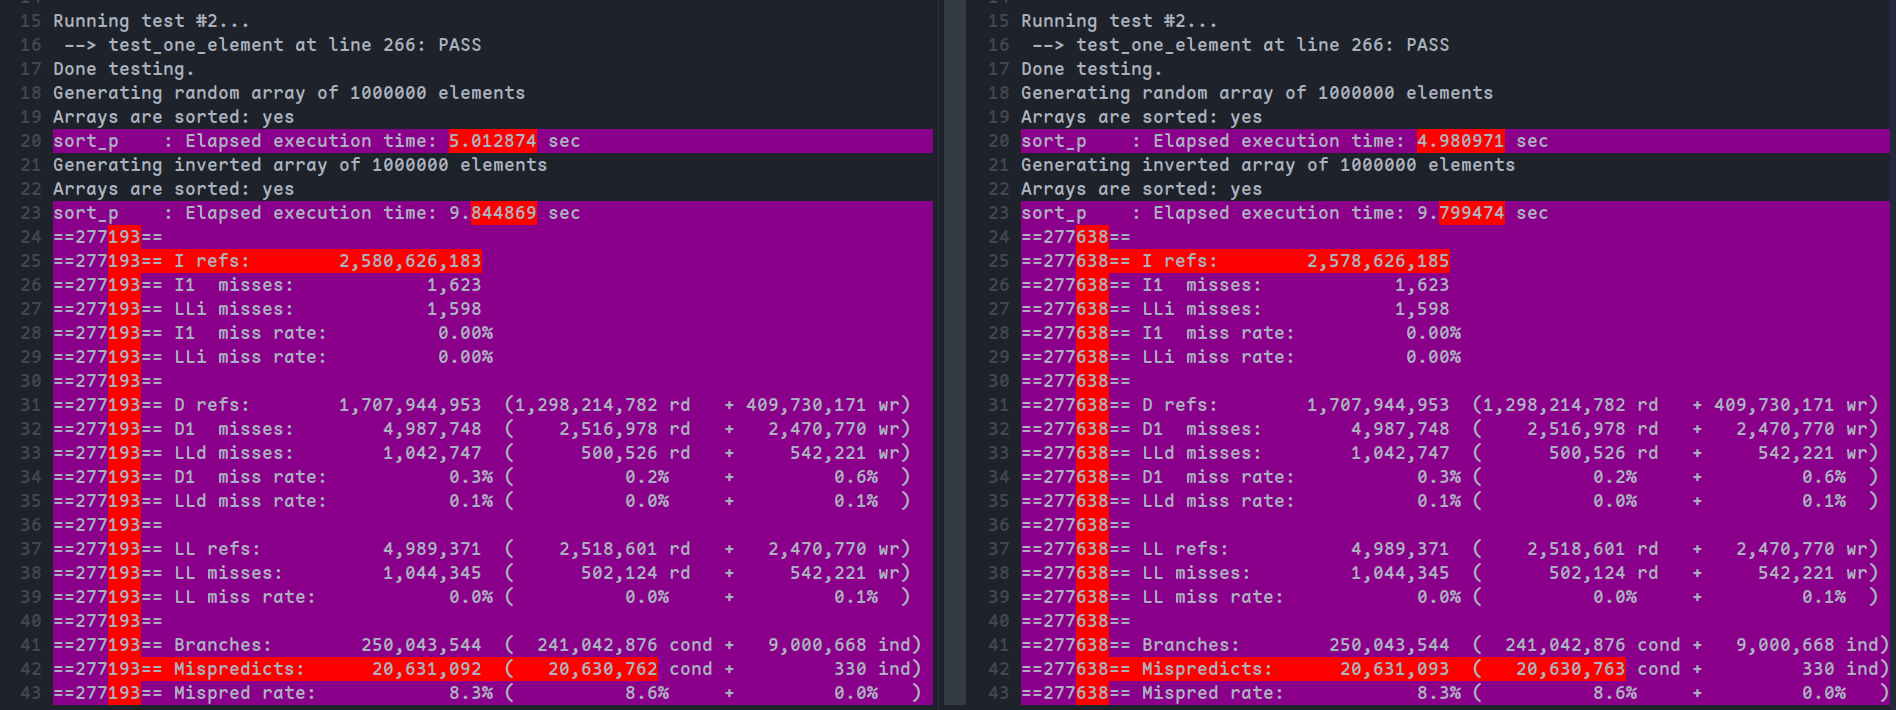 15 Running test #2...
16  --> test_one_element at line 266: PASS
17 Done testing.
18 Generating random array of 1000000 elements
19 Arrays are sorted: yes
20 sort_p    : Elapsed execution time: 5.012874 sec
21 Generating inverted array of 1000000 elements
22 Arrays are sorted: yes
23 sort_p    : Elapsed execution time: 9.844869 sec
24 ==277193==
25 ==277193== I refs:        2,580,626,183
26 ==277193== I1  misses:            1,623
27 ==277193== LLi misses:            1,598
28 ==277193== I1  miss rate:          0.00%
29 ==277193== LLi miss rate:          0.00%
30 ==277193==
31 ==277193== D refs:        1,707,944,953  (1,298,214,782 rd   + 409,730,171 wr)
32 ==277193== D1  misses:        4,987,748  (    2,516,978 rd   +   2,470,770 wr)
33 ==277193== LLd misses:        1,042,747  (      500,526 rd   +     542,221 wr)
34 ==277193== D1  miss rate:           0.3% (          0.2%     +         0.6%  )
35 ==277193== LLd miss rate:           0.1% (          0.0%     +         0.1%  )
36 ==277193==
37 ==277193== LL refs:           4,989,371  (    2,518,601 rd   +   2,470,770 wr)
38 ==277193== LL misses:         1,044,345  (      502,124 rd   +     542,221 wr)
39 ==277193== LL miss rate:            0.0% (          0.0%     +         0.1%  )
40 ==277193==
41 ==277193== Branches:        250,043,544  (  241,042,876 cond +   9,000,668 ind)
42 ==277193== Mispredicts:      20,631,092  (   20,630,762 cond +         330 ind)
43 ==277193== Mispred rate:            8.3% (          8.6%     +         0.0%   )
15 Running test #2...
16  --> test_one_element at line 266: PASS
17 Done testing.
18 Generating random array of 1000000 elements
19 Arrays are sorted: yes
20 sort_p    : Elapsed execution time: 4.980971 sec
21 Generating inverted array of 1000000 elements
22 Arrays are sorted: yes
23 sort_p    : Elapsed execution time: 9.799474 sec
24 ==277638==
25 ==277638== I refs:        2,578,626,185
26 ==277638== I1  misses:            1,623
27 ==277638== LLi misses:            1,598
28 ==277638== I1  miss rate:          0.00%
29 ==277638== LLi miss rate:          0.00%
30 ==277638==
31 ==277638== D refs:        1,707,944,953  (1,298,214,782 rd   + 409,730,171 wr)
32 ==277638== D1  misses:        4,987,748  (    2,516,978 rd   +   2,470,770 wr)
33 ==277638== LLd misses:        1,042,747  (      500,526 rd   +     542,221 wr)
34 ==277638== D1  miss rate:           0.3% (          0.2%     +         0.6%  )
35 ==277638== LLd miss rate:           0.1% (          0.0%     +         0.1%  )
36 ==277638==
37 ==277638== LL refs:           4,989,371  (    2,518,601 rd   +   2,470,770 wr)
38 ==277638== LL misses:         1,044,345  (      502,124 rd   +     542,221 wr)
39 ==277638== LL miss rate:            0.0% (          0.0%     +         0.1%  )
40 ==277638==
41 ==277638== Branches:        250,043,544  (  241,042,876 cond +   9,000,668 ind)
42 ==277638== Mispredicts:      20,631,093  (   20,630,763 cond +         330 ind)
43 ==277638== Mispred rate:            8.3% (          8.6%     +         0.0%   )